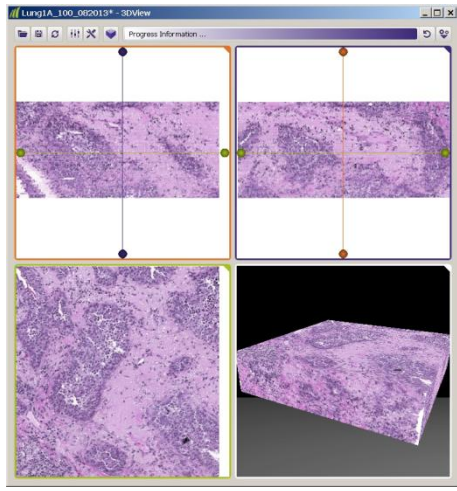 Lung1A_100_082013* - 3DView
Progress Information ...